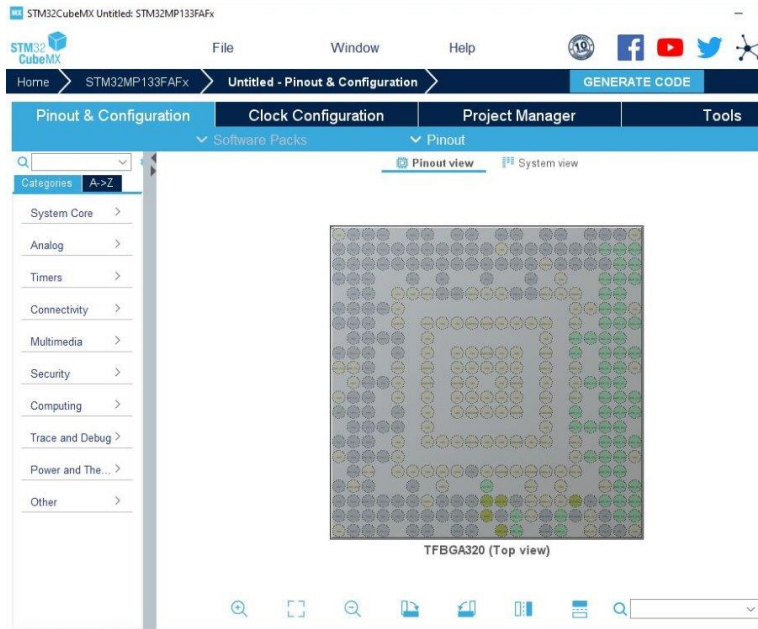 MX STM32CubeMX Untitled: STM32MP133FAFx
STM32
CubeMX
File
Window
Help
10
Home
STM32MP133FAFx
Untitled - Pinout & Configuration
GENERATE CODE
Pinout & Configuration
Clock Configuration
Project Manager
Tools
Software Packs
Pinout
Categories
A->Z
Pinout view
System view
System Core
Analog
Timers
Connectivity
Multimedia
Security
Computing
Trace and Debug
Power and The...
Other
TFBGA320 (Top view)